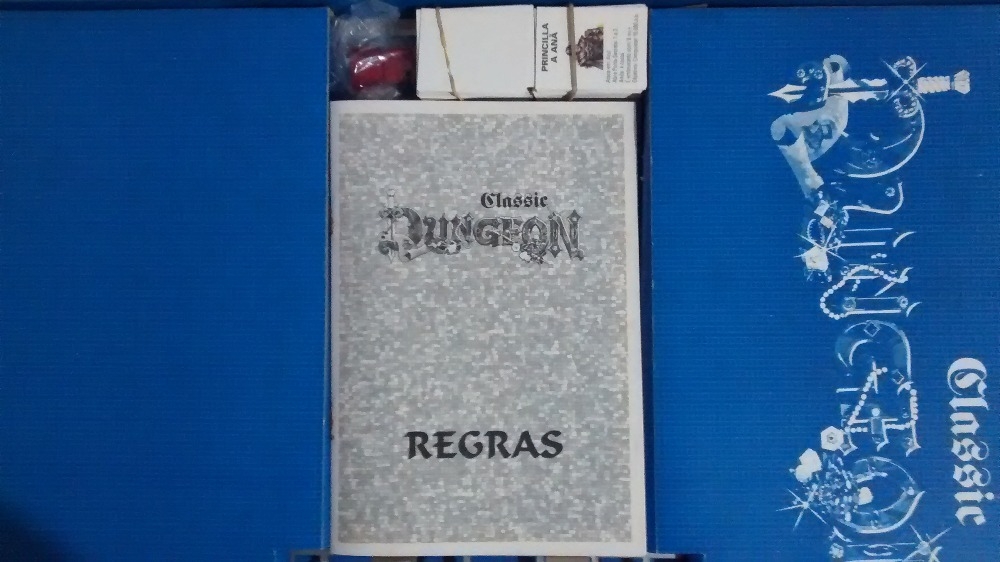 PRINCILLA
A ANÃ
Classic
DUNGEON
REGRAS
Classic